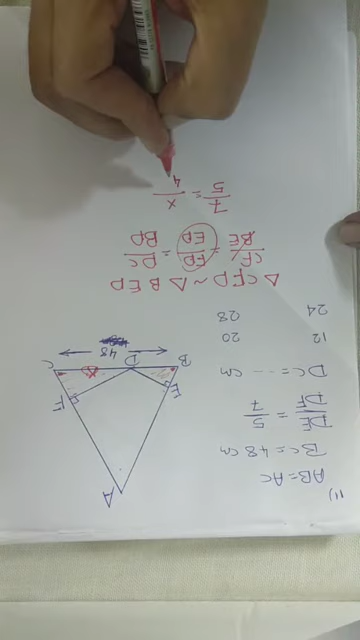 11) AB=AC
BC=48 cm
DE/DF = 5/7
DC = ---- cm
12 20
24 28
A
E F
B D x C
48
Δ CFD ~ Δ BED
CF/BE = FD/ED = DC/BD
7/5 = x/4